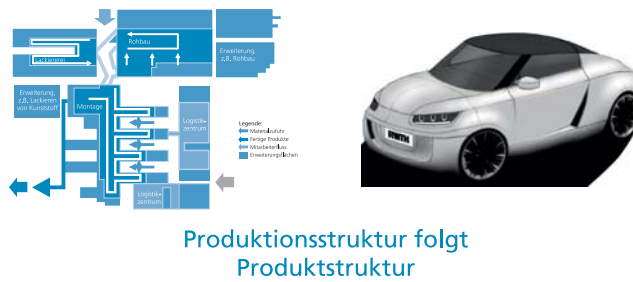 Rohbau
Lackiererei
Erweiterung,
z.B. Rohbau
Erweiterung,
z.B. Lackieren
von Kunststoff
Montage
Logistik-
zentrum
Logistik-
zentrum
Legende:
Materialzufuhr
Fertige Produkte
Mitarbeiterfluss
Erweiterungsflächen
RWTH
Produktionsstruktur folgt
Produktstruktur